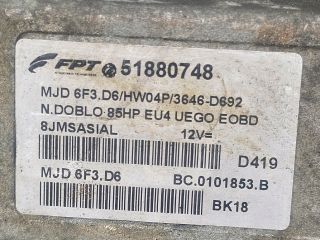 FPT 51880748
MJD 6F3.D6/HW04P/3646-D692
N.DOBLO 85HP EU4 UEGO EOBD
8JMSASIAL 12V=
D419
MJD 6F3.D6 BC.0101853.B
BK18